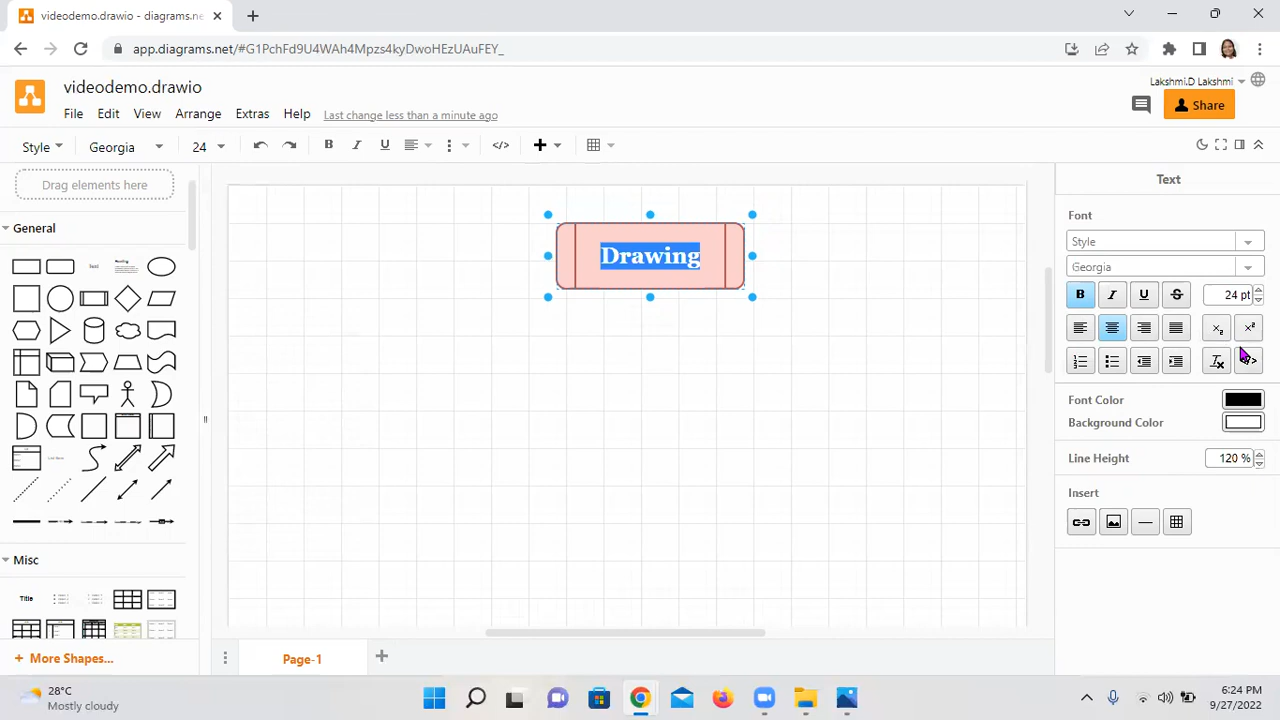 videodemo.drawio - diagrams.ne
app.diagrams.net/#G1PchFd9U4WAh4Mpzs4kyDwoHEzUAuFEY_
videodemo.drawio
Lakshmi.D Lakshmi
File Edit View Arrange Extras Help Last change less than a minute ago
Share
Style Georgia 24 B I U </>
Drag elements here
Text
General
Font
Style
Drawing
Georgia
Text
B I U S 24 pt
Font Color
Background Color
Line Height 120 %
Insert
Misc
Title
+ More Shapes...
Page-1
28°C
Mostly cloudy
6:24 PM
9/27/2022